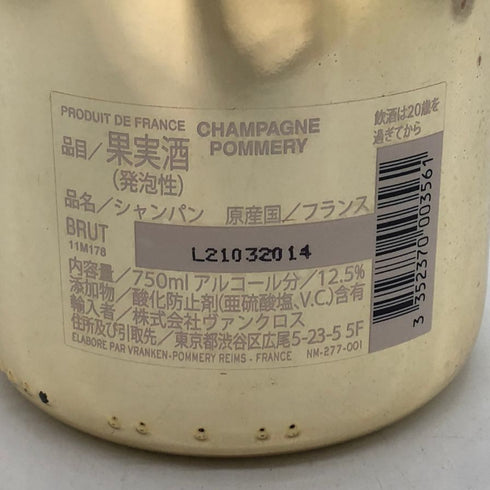 PRODUIT DE FRANCE CHAMPAGNE
POMMERY
飲酒は20歳を
過ぎてから
品目/果実酒
(発泡性)
品名/シャンパン 原産国/フランス
BRUT
11M178
L21032014
内容量/750ml アルコール分/12.5%
添加物/酸化防止剤(亜硫酸塩、V.C.)含有
輸入者/株式会社ヴァンクロス
住所及び引取先/東京都渋谷区広尾5-23-5 5F
ELABORE PAR VRANKEN-POMMERY REIMS - FRANCE NM-277-001
3 352370 003561